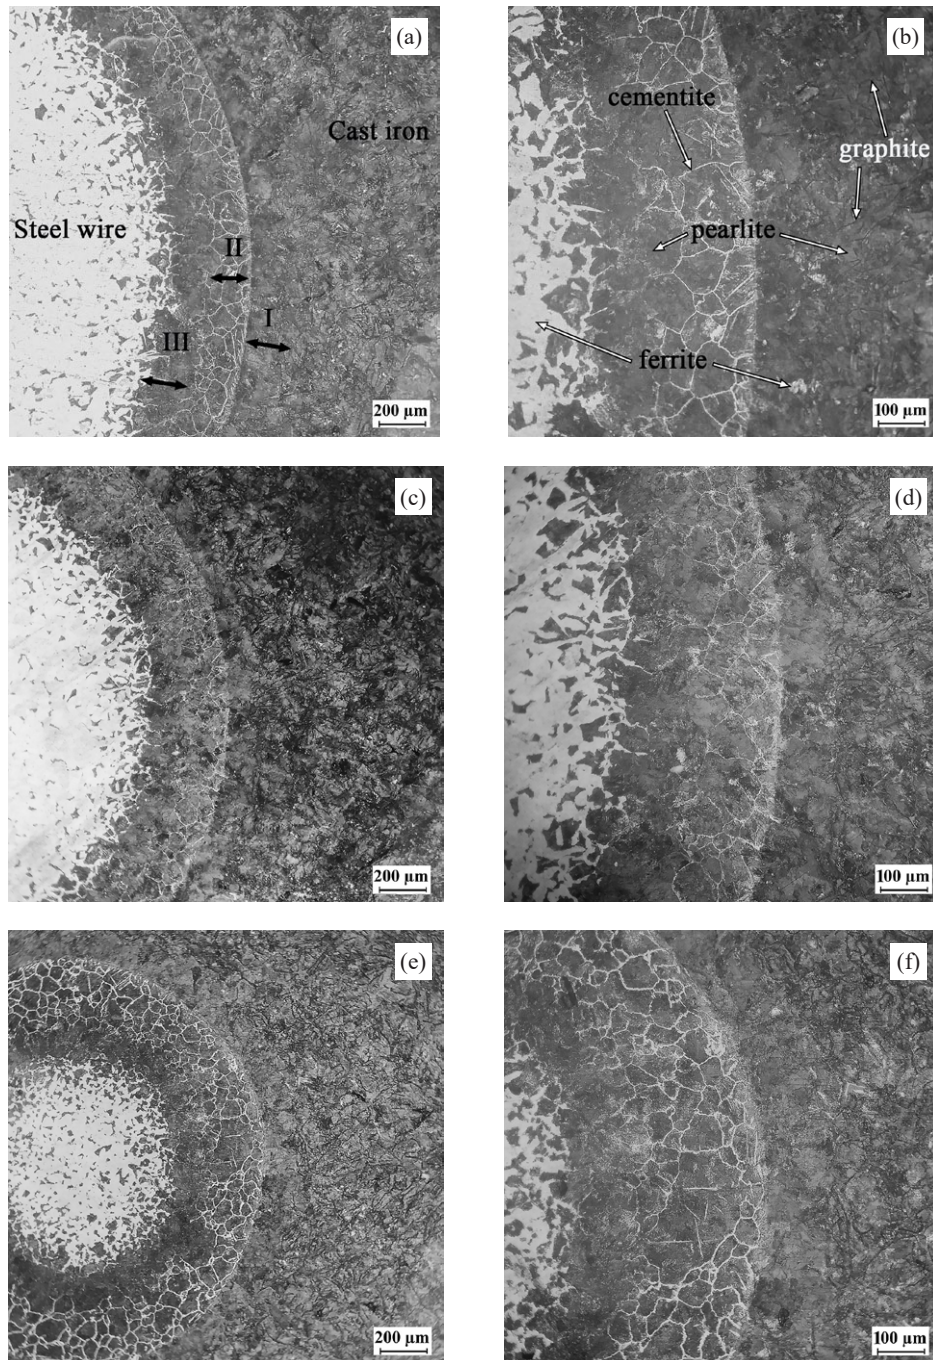 (a)
Cast iron
Steel wire
II
I
III
200 µm
(b)
cementite
graphite
pearlite
ferrite
100 µm
(c)
200 µm
(d)
100 µm
(e)
200 µm
(f)
100 µm